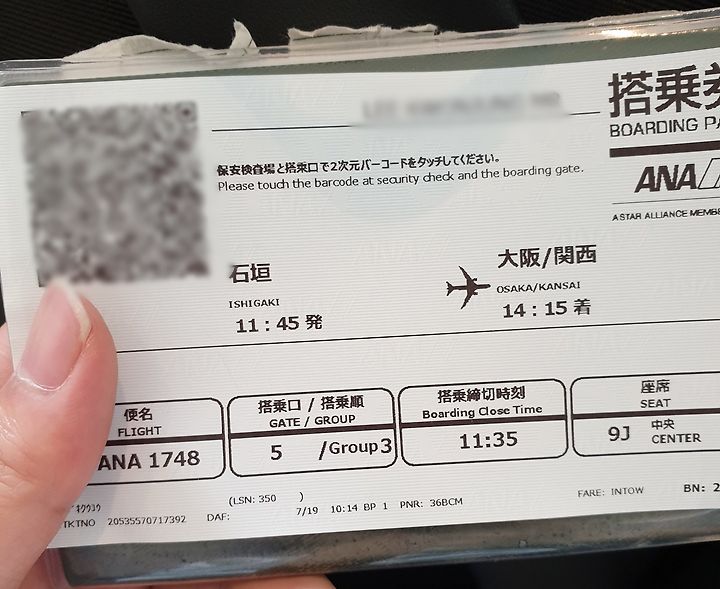 搭乗券
BOARDING PA
保安検査場と搭乗口で2次元バーコードをタッチしてください。
Please touch the barcode at security check and the boarding gate.
ANA
A STAR ALLIANCE MEMBE
石垣
ISHIGAKI
11:45 発
大阪/関西
OSAKA/KANSAI
14:15 着
便名
FLIGHT
ANA 1748
搭乗口 / 搭乗順
GATE / GROUP
5 /Group3
搭乗締切時刻
Boarding Close Time
11:35
座席
SEAT
9J 中央
CENTER
(LSN: 350 )
TKTNO 20535570717392 DAF: 7/19 10:14 BP 1 PNR: 36BCM
FARE: INTOW BN: 2